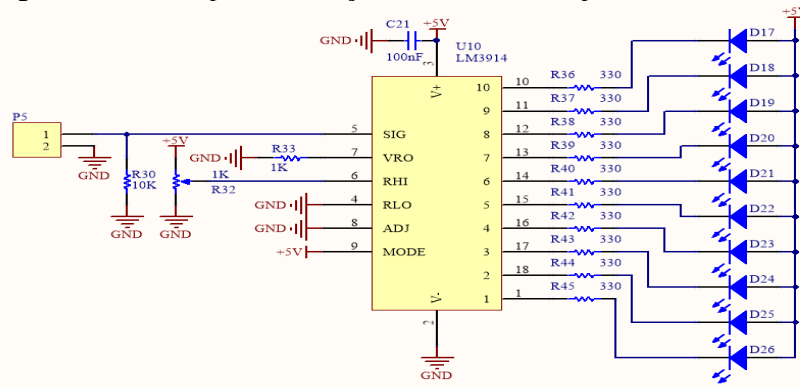 C21
+5V
+5V
GND
100nF
U10
LM3914
3
V+
D17
10
10
R36
330
D18
9
11
R37
330
D19
P5
1
2
5
SIG
8
12
R38
330
D20
+5V
GND
R33
1K
7
VRO
7
13
R39
330
D21
GND
R30
10K
1K
R32
6
RHI
6
14
R40
330
D22
GND
4
RLO
5
15
R41
330
D23
GND
GND
GND
8
ADJ
4
16
R42
330
D24
+5V
9
MODE
3
17
R43
330
D25
2
18
R44
330
D26
V-
1
1
R45
330
2
GND